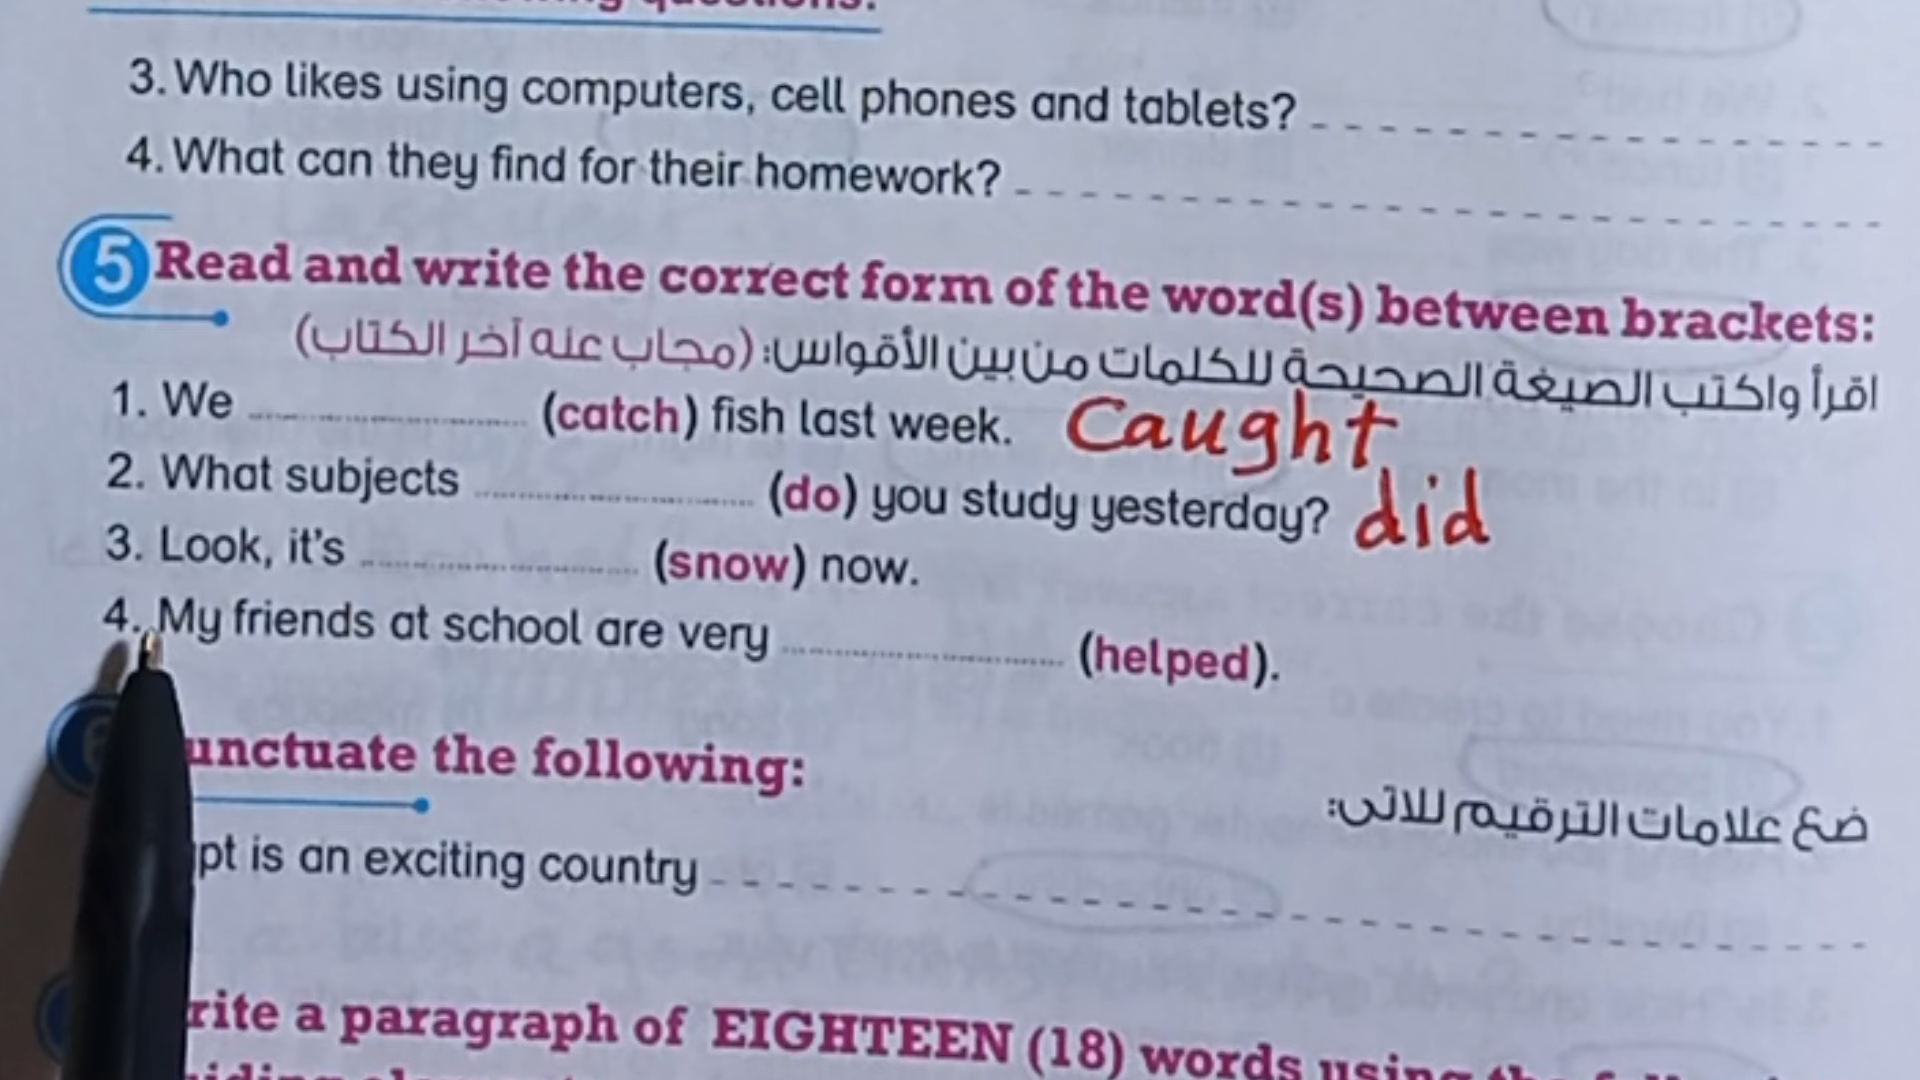 questions:
3. Who likes using computers, cell phones and tablets?
4. What can they find for their homework?
5 Read and write the correct form of the word(s) between brackets:
اقرأ واكتب الصيغة الصحيحة للكلمات من بين الأقواس: (مجاب عنه آخر الكتاب)
1. We (catch) fish last week. Caught
2. What subjects (do) you study yesterday? did
3. Look, it's (snow) now.
4. My friends at school are very (helped).
unctuate the following:
ضع علامات الترقيم للآتى:
pt is an exciting country
rite a paragraph of EIGHTEEN (18) words using